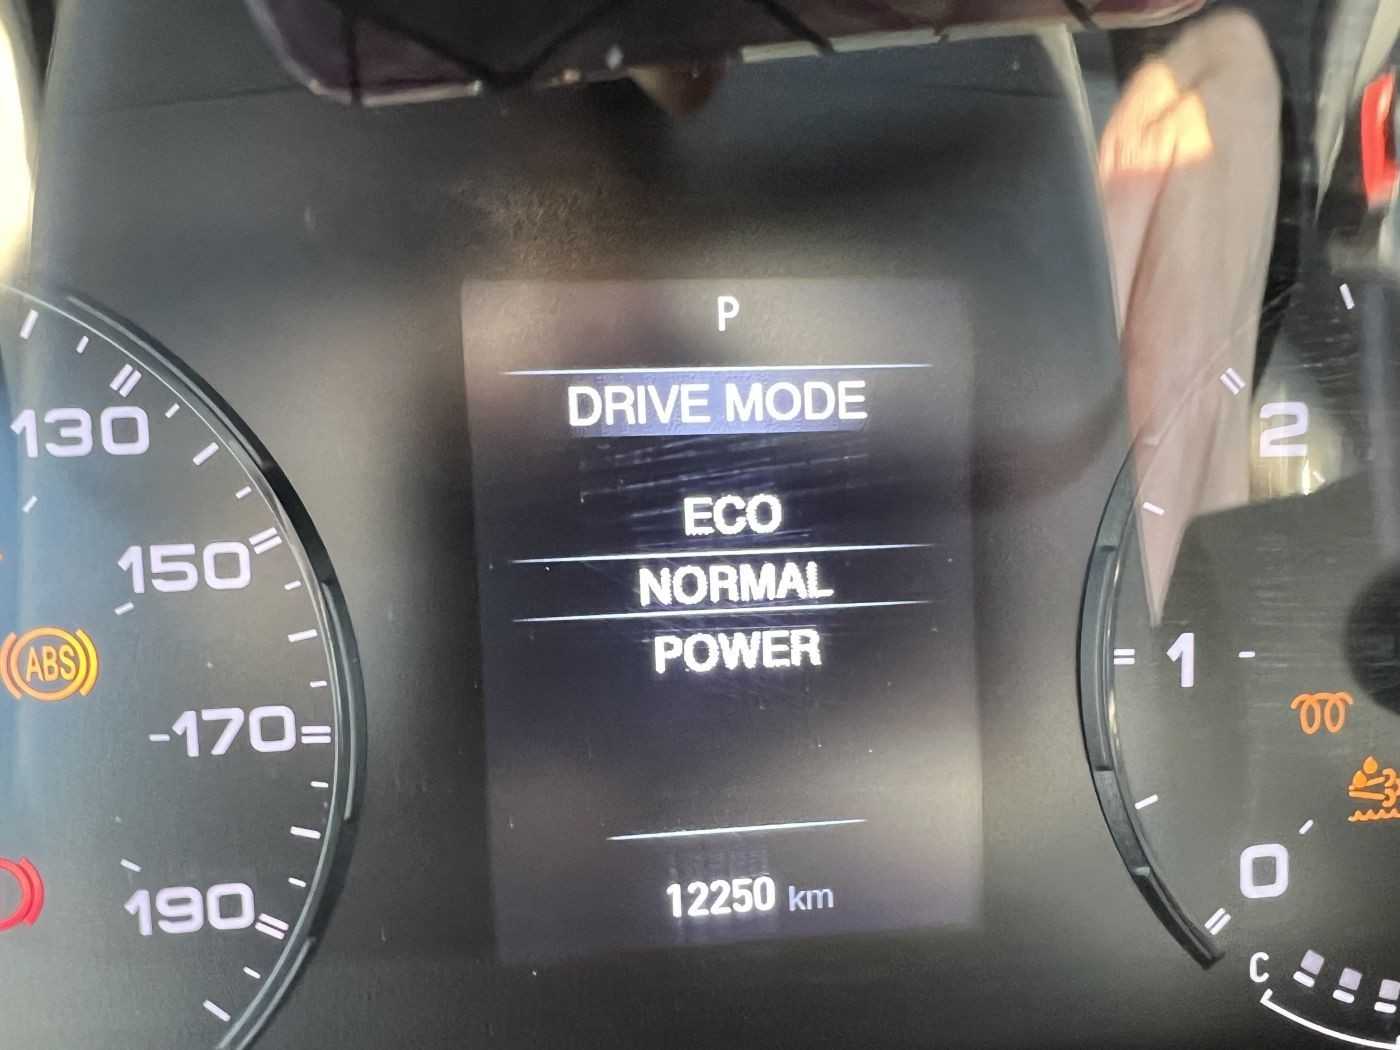 P
DRIVE MODE
ECO
NORMAL
POWER
12250 km
130
150
ABS
170
190
2
1
0
C